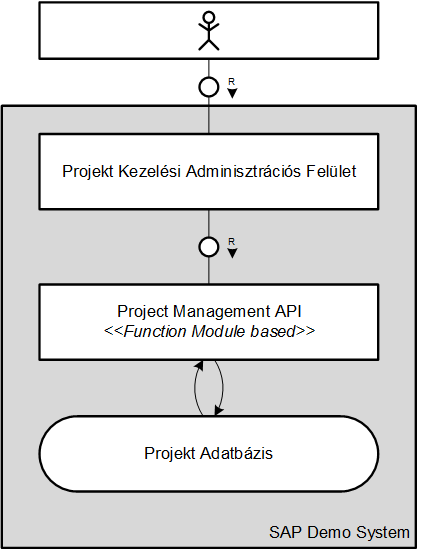 R
Projekt Kezelési Adminisztrációs Felület
R
Project Management API
<<Function Module based>>
Projekt Adatbázis
SAP Demo System